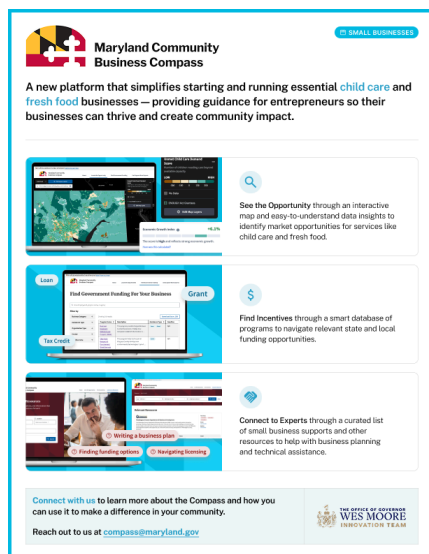 SMALL BUSINESSES
Maryland Community
Business Compass
A new platform that simplifies starting and running essential child care and
fresh food businesses — providing guidance for entrepreneurs so their
businesses can thrive and create community impact.
See the Opportunity through an interactive
map and easy-to-understand data insights to
identify market opportunities for services like
child care and fresh food.
Loan
Find Government Funding For Your Business
Grant
Tax Credit
Find Incentives through a smart database of
programs to navigate relevant state and local
funding opportunities.
Writing a business plan
Finding funding options
Navigating licensing
Connect to Experts through a curated list
of small business supports and other
resources to help with business planning
and technical assistance.
Connect with us to learn more about the Compass and how you
can use it to make a difference in your community.
Reach out to us at compass@maryland.gov
THE OFFICE OF GOVERNOR
WES MOORE
INNOVATION TEAM